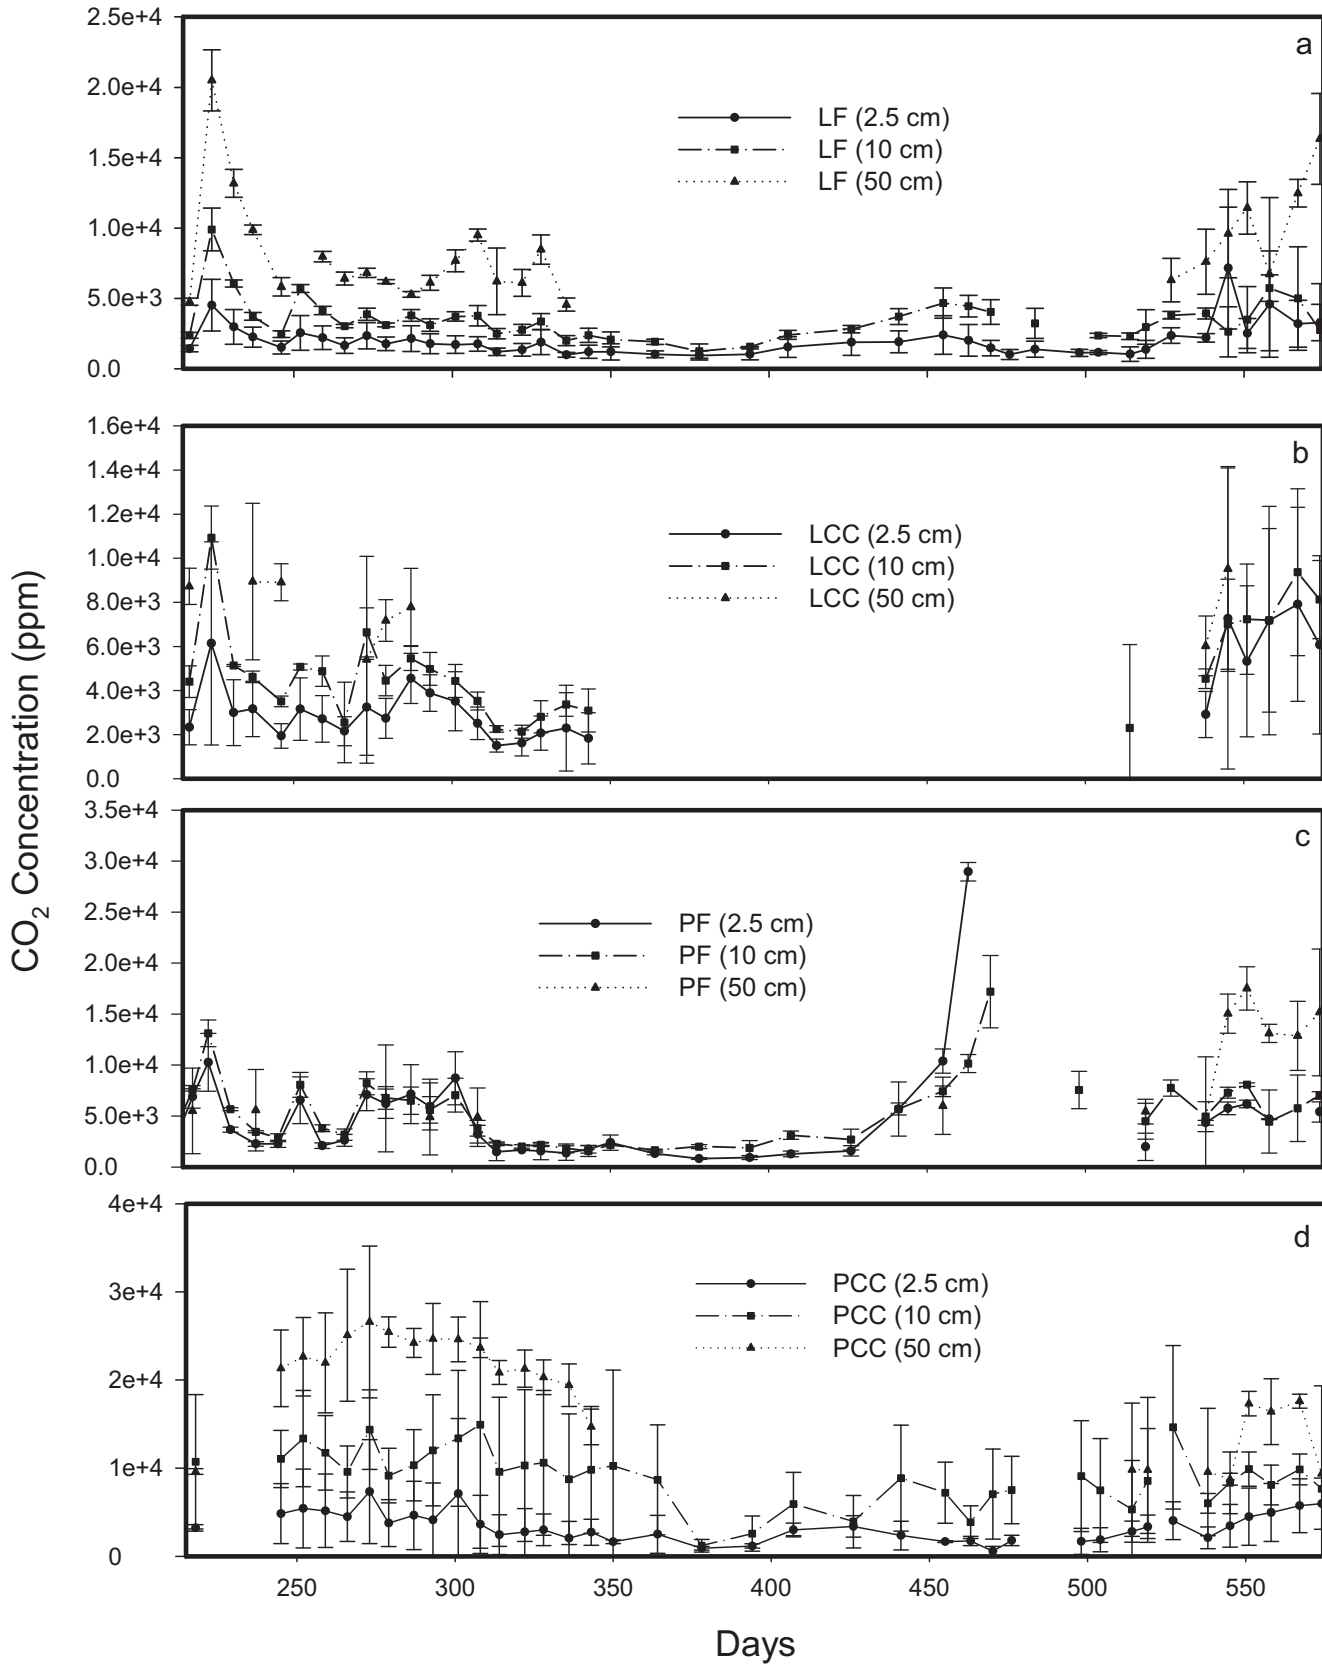 2.5e+4
2.0e+4
1.5e+4
1.0e+4
5.0e+3
0.0
a
LF (2.5 cm)
LF (10 cm)
LF (50 cm)
1.6e+4
1.4e+4
1.2e+4
1.0e+4
8.0e+3
6.0e+3
4.0e+3
2.0e+3
0.0
b
LCC (2.5 cm)
LCC (10 cm)
LCC (50 cm)
CO₂ Concentration (ppm)
3.5e+4
3.0e+4
2.5e+4
2.0e+4
1.5e+4
1.0e+4
5.0e+3
0.0
c
PF (2.5 cm)
PF (10 cm)
PF (50 cm)
4e+4
3e+4
2e+4
1e+4
0
d
PCC (2.5 cm)
PCC (10 cm)
PCC (50 cm)
250 300 350 400 450 500 550
Days